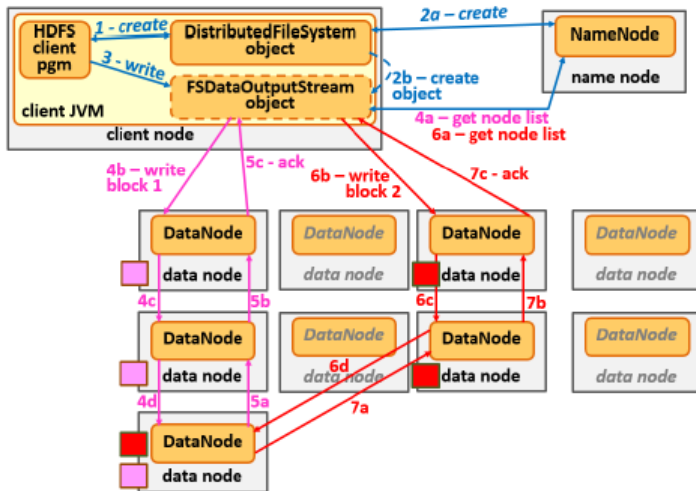 HDFS
client
pgm
1 - create
3 - write
DistributedFileSystem
object
2a – create
NameNode
name node
2b – create
object
FSDataOutputStream
object
client JVM
client node
4a – get node list
6a – get node list
4b – write
block 1
5c - ack
6b – write
block 2
7c - ack
DataNode
data node
DataNode
data node
DataNode
data node
DataNode
data node
4c
5b
6c
7b
DataNode
data node
DataNode
data node
DataNode
data node
DataNode
data node
6d
7a
4d
5a
DataNode
data node